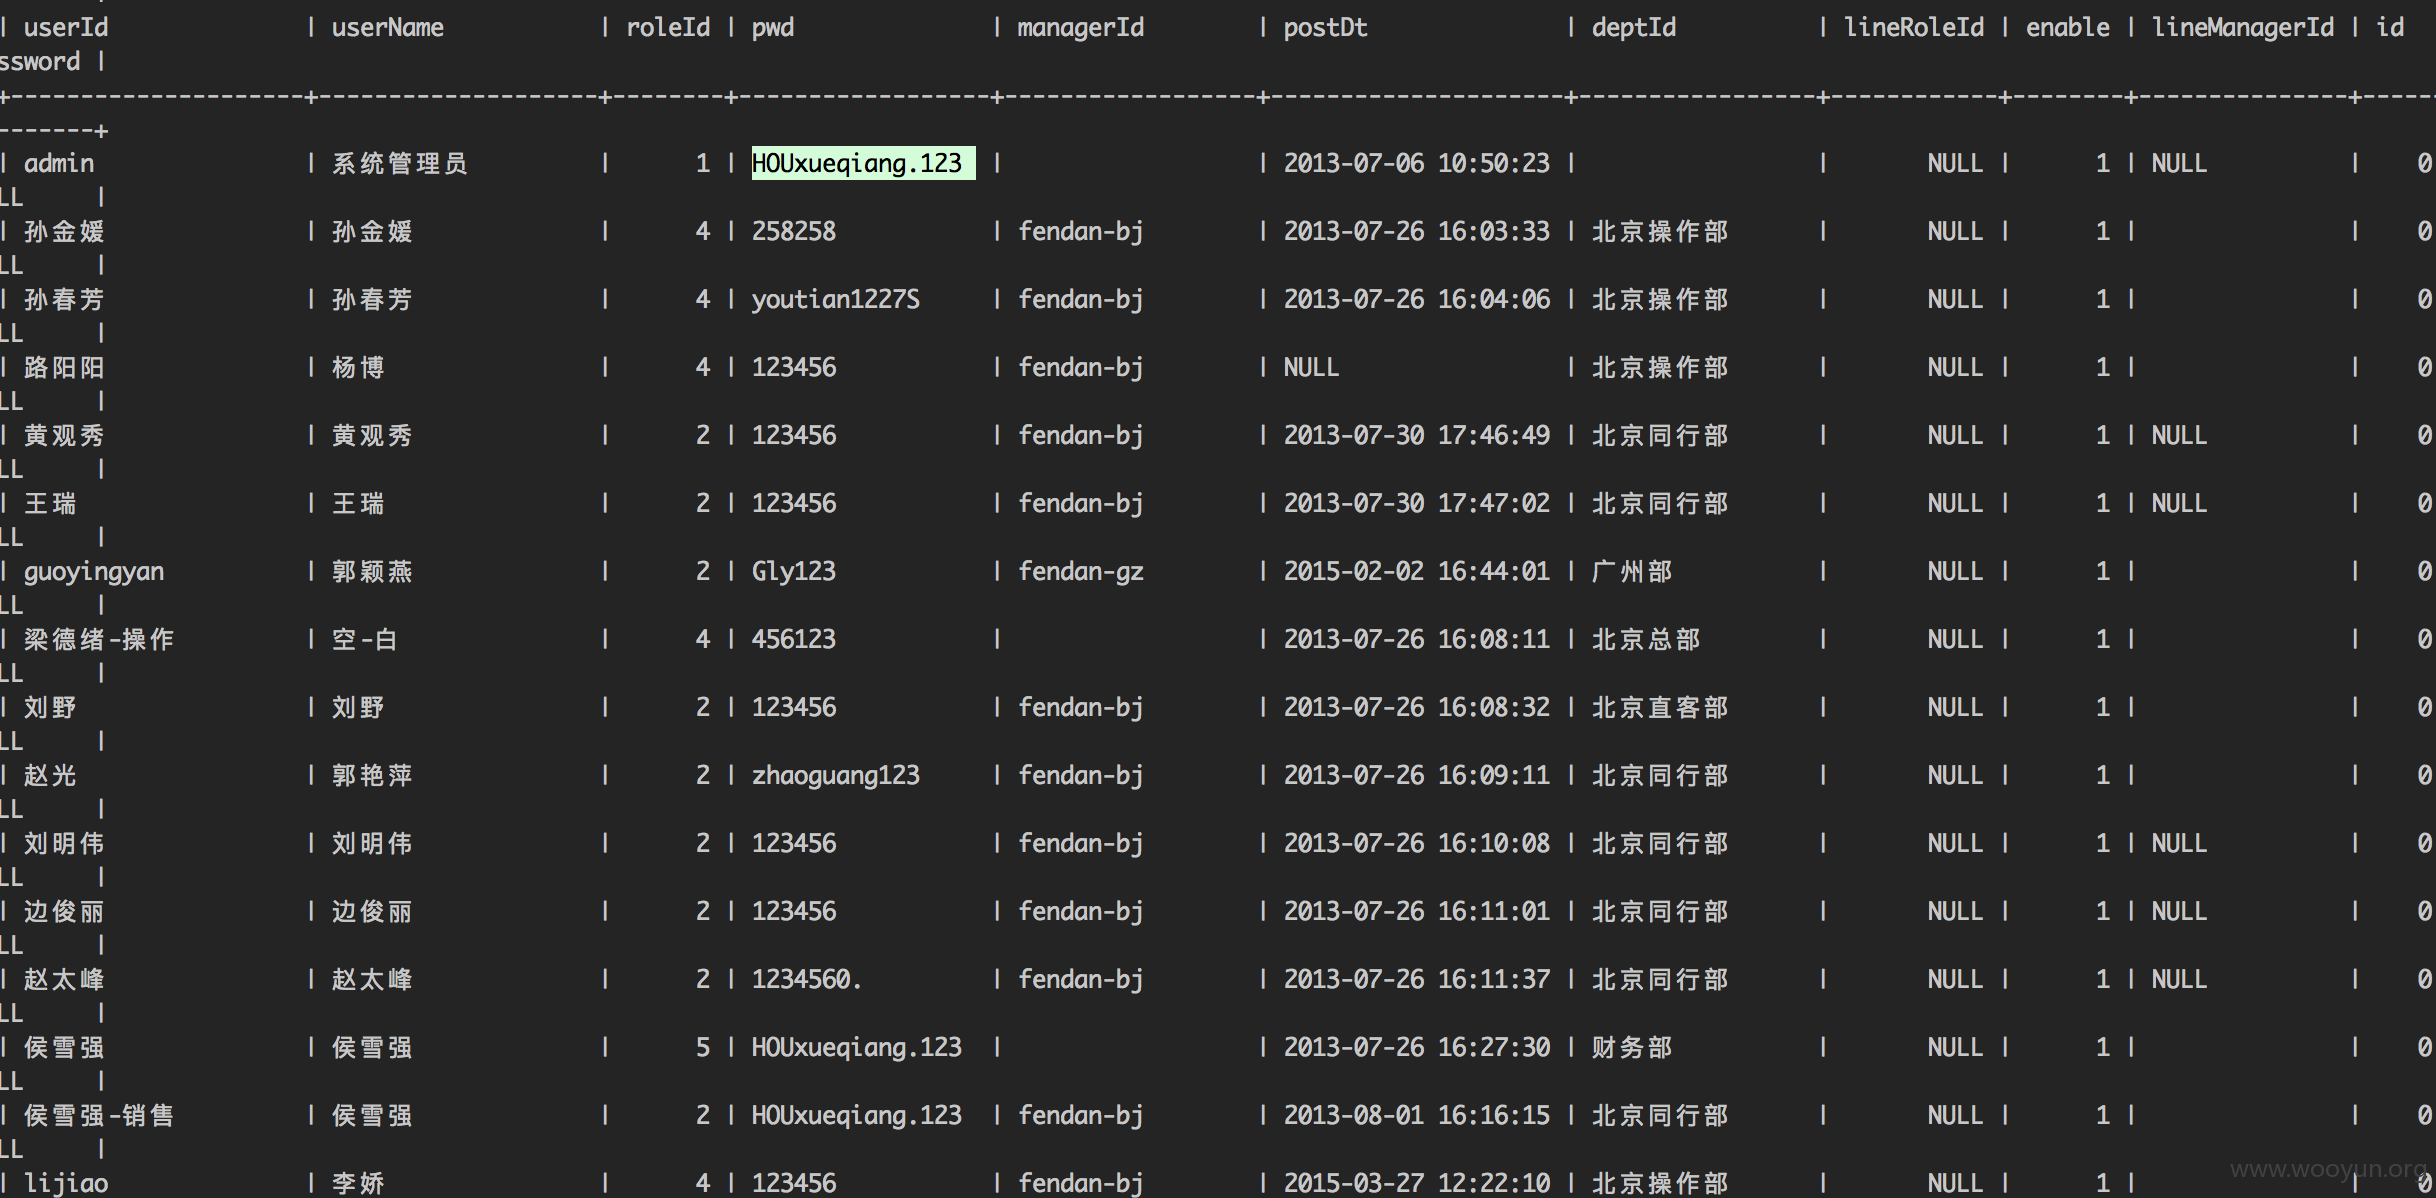 | userId | userName | roleId | pwd | managerId | postDt | deptId | lineRoleId | enable | lineManagerId | id
ssword |
+---------------------+--------------------+--------+------------------+------------------+---------------------+-----------------+-------------+--------+---------------+-----
-------+
| admin | 系统管理员 | 1 | HOUxueqiang.123 | | 2013-07-06 10:50:23 | | NULL | 1 | NULL | 0
LL |
| 孙金媛 | 孙金媛 | 4 | 258258 | fendan-bj | 2013-07-26 16:03:33 | 北京操作部 | NULL | 1 | | 0
LL |
| 孙春芳 | 孙春芳 | 4 | youtian1227S | fendan-bj | 2013-07-26 16:04:06 | 北京操作部 | NULL | 1 | | 0
LL |
| 路阳阳 | 杨博 | 4 | 123456 | fendan-bj | NULL | 北京操作部 | NULL | 1 | | 0
LL |
| 黄观秀 | 黄观秀 | 2 | 123456 | fendan-bj | 2013-07-30 17:46:49 | 北京同行部 | NULL | 1 | NULL | 0
LL |
| 王瑞 | 王瑞 | 2 | 123456 | fendan-bj | 2013-07-30 17:47:02 | 北京同行部 | NULL | 1 | NULL | 0
LL |
| guoyingyan | 郭颖燕 | 2 | Gly123 | fendan-gz | 2015-02-02 16:44:01 | 广州部 | NULL | 1 | | 0
LL |
| 梁德绪-操作 | 空-白 | 4 | 456123 | | 2013-07-26 16:08:11 | 北京总部 | NULL | 1 | | 0
LL |
| 刘野 | 刘野 | 2 | 123456 | fendan-bj | 2013-07-26 16:08:32 | 北京直客部 | NULL | 1 | | 0
LL |
| 赵光 | 郭艳萍 | 2 | zhaoguang123 | fendan-bj | 2013-07-26 16:09:11 | 北京同行部 | NULL | 1 | | 0
LL |
| 刘明伟 | 刘明伟 | 2 | 123456 | fendan-bj | 2013-07-26 16:10:08 | 北京同行部 | NULL | 1 | NULL | 0
LL |
| 边俊丽 | 边俊丽 | 2 | 123456 | fendan-bj | 2013-07-26 16:11:01 | 北京同行部 | NULL | 1 | NULL | 0
LL |
| 赵太峰 | 赵太峰 | 2 | 1234560. | fendan-bj | 2013-07-26 16:11:37 | 北京同行部 | NULL | 1 | NULL | 0
LL |
| 侯雪强 | 侯雪强 | 5 | HOUxueqiang.123 | | 2013-07-26 16:27:30 | 财务部 | NULL | 1 | | 0
LL |
| 侯雪强-销售 | 侯雪强 | 2 | HOUxueqiang.123 | fendan-bj | 2013-08-01 16:16:15 | 北京同行部 | NULL | 1 | | 0
LL |
| lijiao | 李娇 | 4 | 123456 | fendan-bj | 2015-03-27 12:22:10 | 北京操作部 | NULL | 1 | | 0
www.wooyun.org